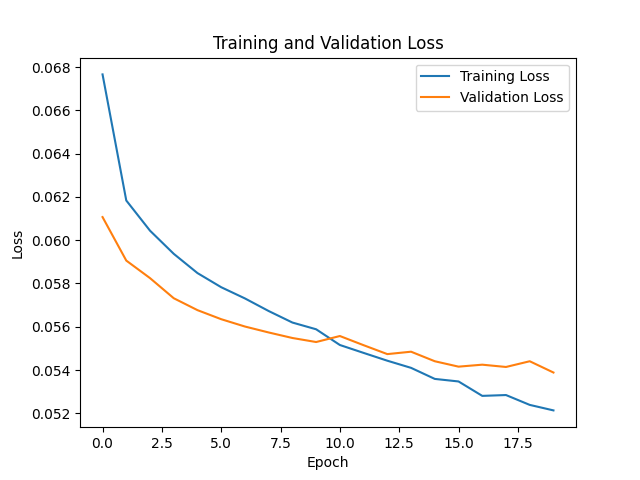 Training and Validation Loss
Training Loss
Validation Loss
0.068
0.066
0.064
0.062
0.060
0.058
0.056
0.054
0.052
Loss
0.0 2.5 5.0 7.5 10.0 12.5 15.0 17.5
Epoch